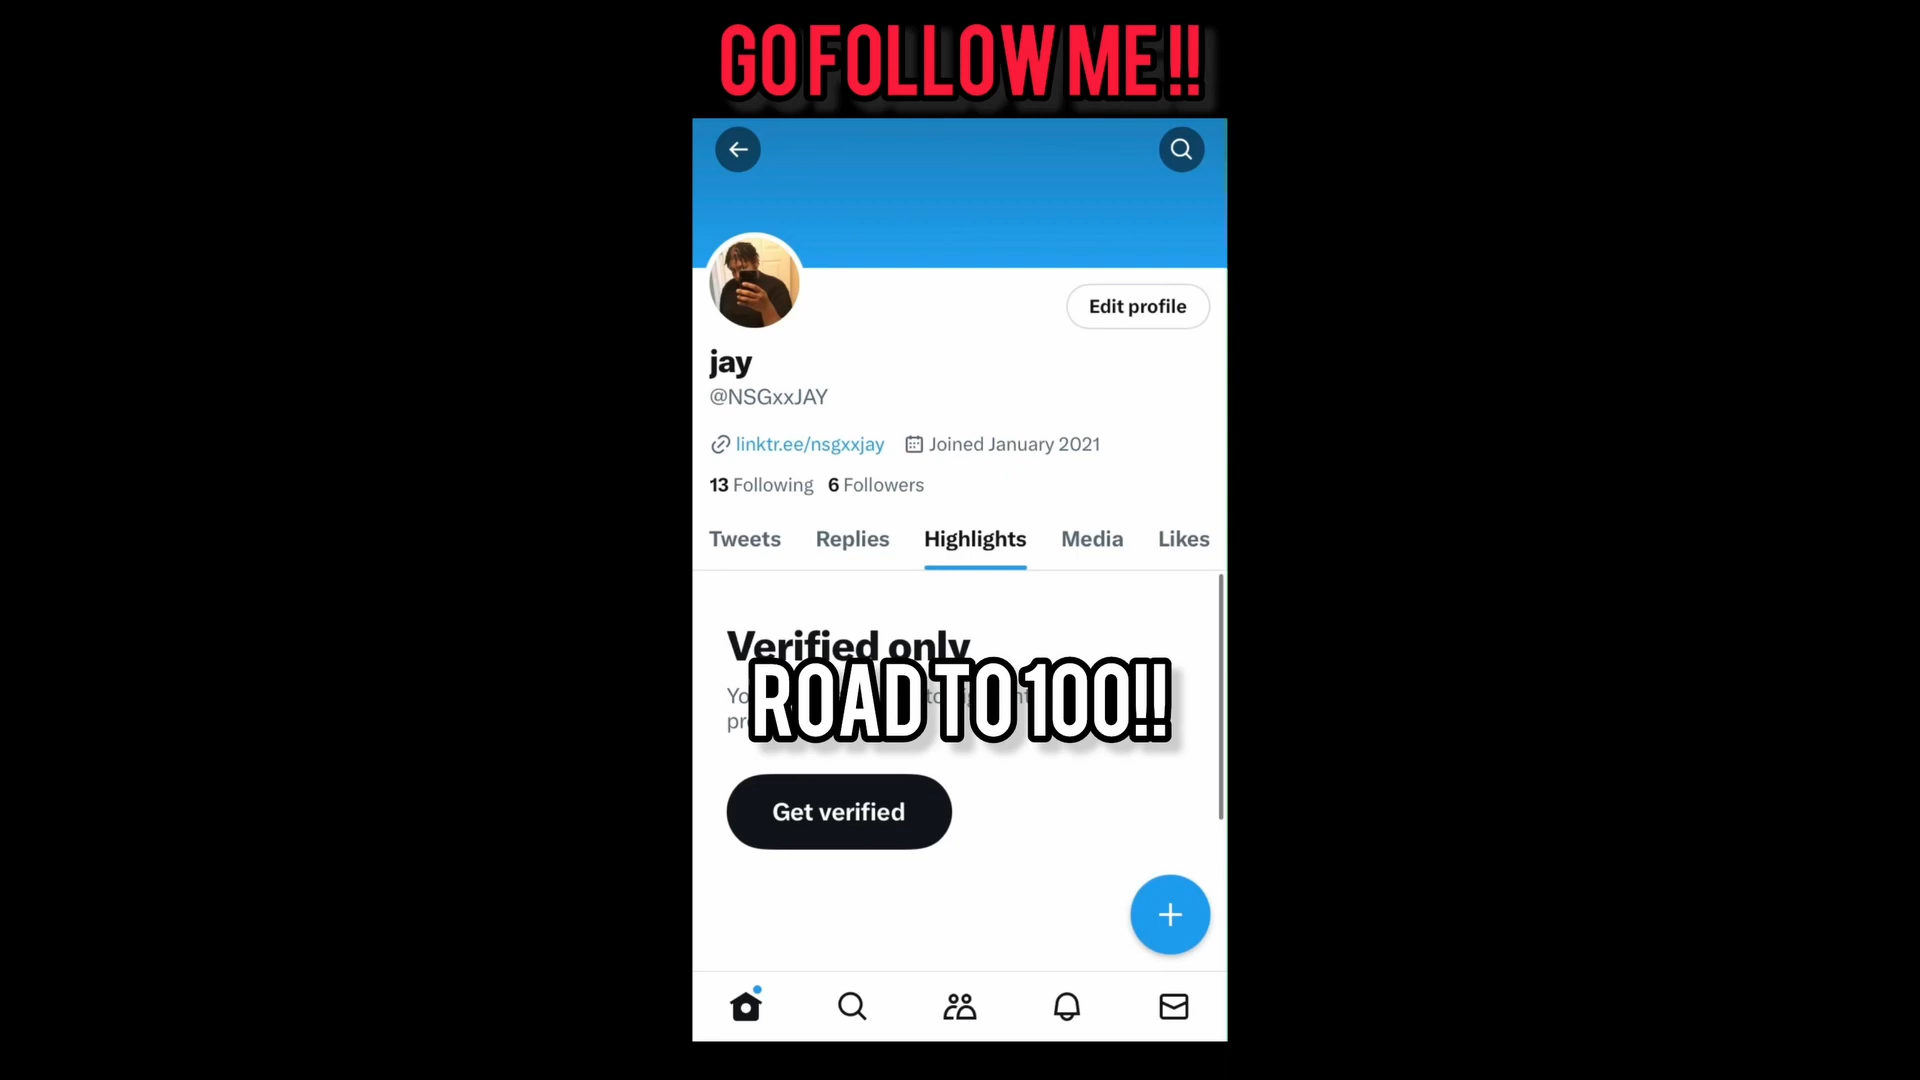 GO FOLLOW ME !!
Edit profile
jay
@NSGxxJAY
linktr.ee/nsgxxjay Joined January 2021
13 Following 6 Followers
Tweets Replies Highlights Media Likes
Verified only
ROAD TO 100!!
Get verified